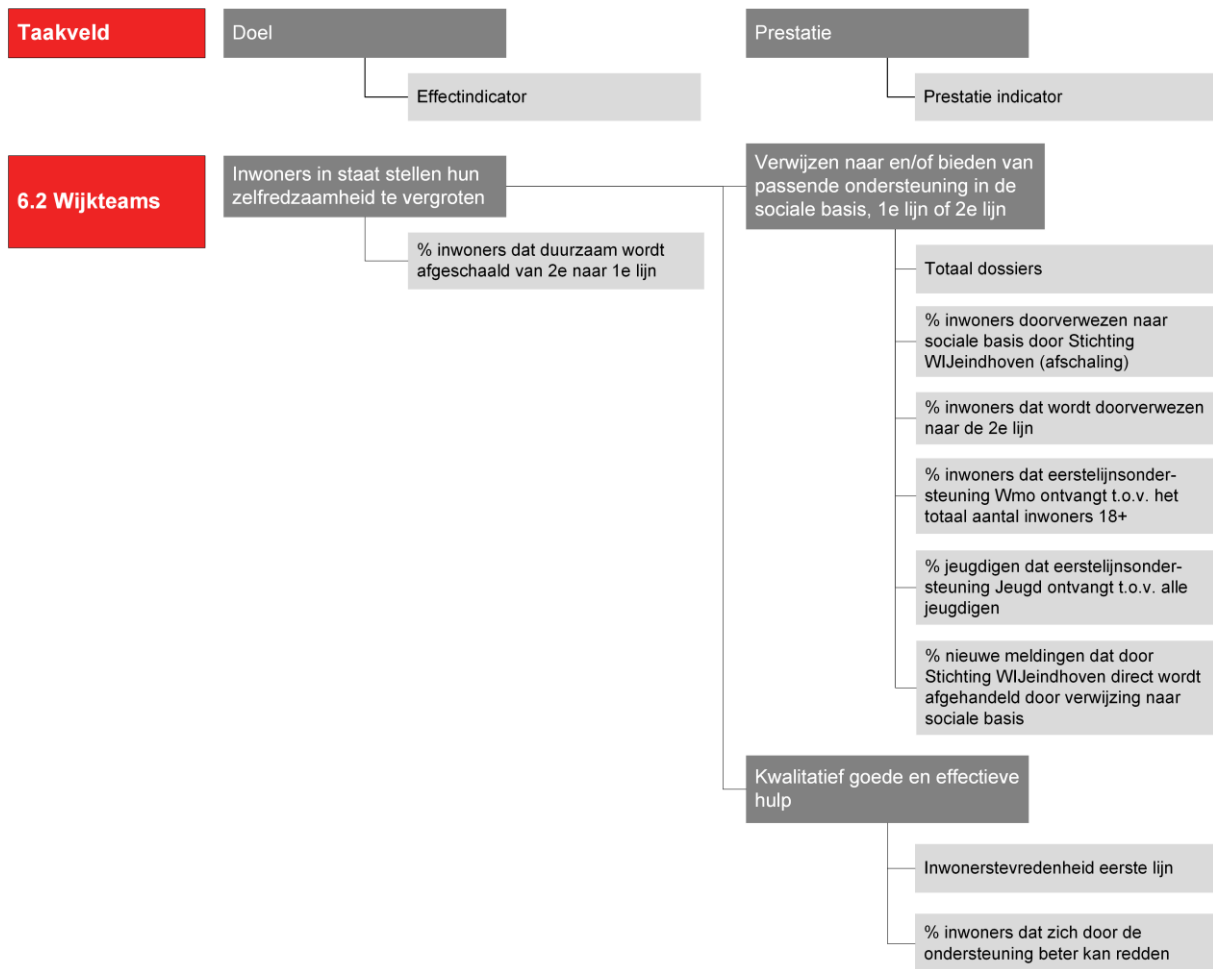 Taakveld
Doel
Prestatie
Effectindicator
Prestatie indicator
6.2 Wijkteams
Inwoners in staat stellen hun
zelfredzaamheid te vergroten
% inwoners dat duurzaam wordt
afgeschaald van 2e naar 1e lijn
Verwijzen naar en/of bieden van
passende ondersteuning in de
sociale basis, 1e lijn of 2e lijn
Totaal dossiers
% inwoners doorverwezen naar
sociale basis door Stichting
WIJeindhoven (afschaling)
% inwoners dat wordt doorverwezen
naar de 2e lijn
% inwoners dat eerstelijnsonder-
steuning Wmo ontvangt t.o.v. het
totaal aantal inwoners 18+
% jeugdigen dat eerstelijnsonder-
steuning Jeugd ontvangt t.o.v. alle
jeugdigen
% nieuwe meldingen dat door
Stichting WIJeindhoven direct wordt
afgehandeld door verwijzing naar
sociale basis
Kwalitatief goede en effectieve
hulp
Inwonerstevredenheid eerste lijn
% inwoners dat zich door de
ondersteuning beter kan redden